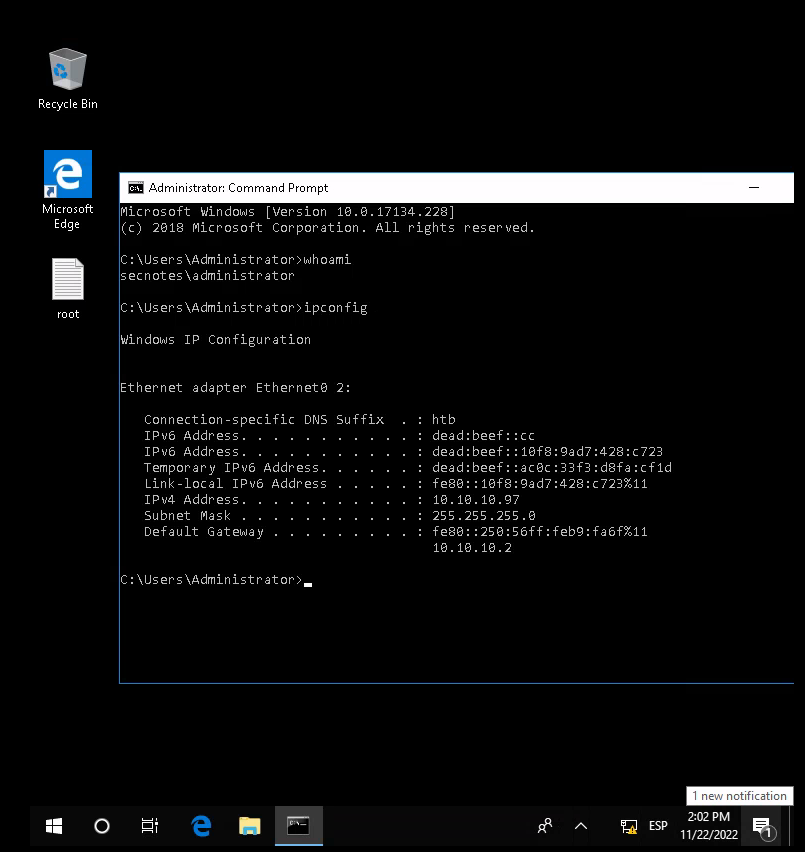 Recycle Bin
Microsoft
Edge
root
Administrator: Command Prompt
Microsoft Windows [Version 10.0.17134.228]
(c) 2018 Microsoft Corporation. All rights reserved.
C:\Users\Administrator>whoami
secnotes\administrator
C:\Users\Administrator>ipconfig
Windows IP Configuration
Ethernet adapter Ethernet0 2:
Connection-specific DNS Suffix  . : htb
IPv6 Address. . . . . . . . . . . : dead:beef::cc
IPv6 Address. . . . . . . . . . . : dead:beef::10f8:9ad7:428:c723
Temporary IPv6 Address. . . . . . : dead:beef::ac0c:33f3:d8fa:cf1d
Link-local IPv6 Address . . . . . : fe80::10f8:9ad7:428:c723%11
IPv4 Address. . . . . . . . . . . : 10.10.10.97
Subnet Mask . . . . . . . . . . . : 255.255.255.0
Default Gateway . . . . . . . . . : fe80::250:56ff:feb9:fa6f%11
10.10.10.2
C:\Users\Administrator>
1 new notification
ESP
2:02 PM
11/22/2022
1